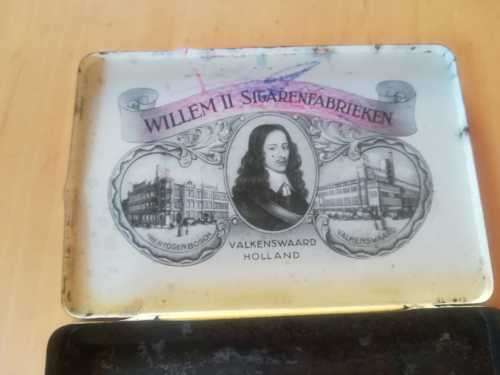 WILLEM II SIGARENFABRIEKEN
'S HERTOGENBOSCH
VALKENSWAARD
VALKENSWAARD
HOLLAND